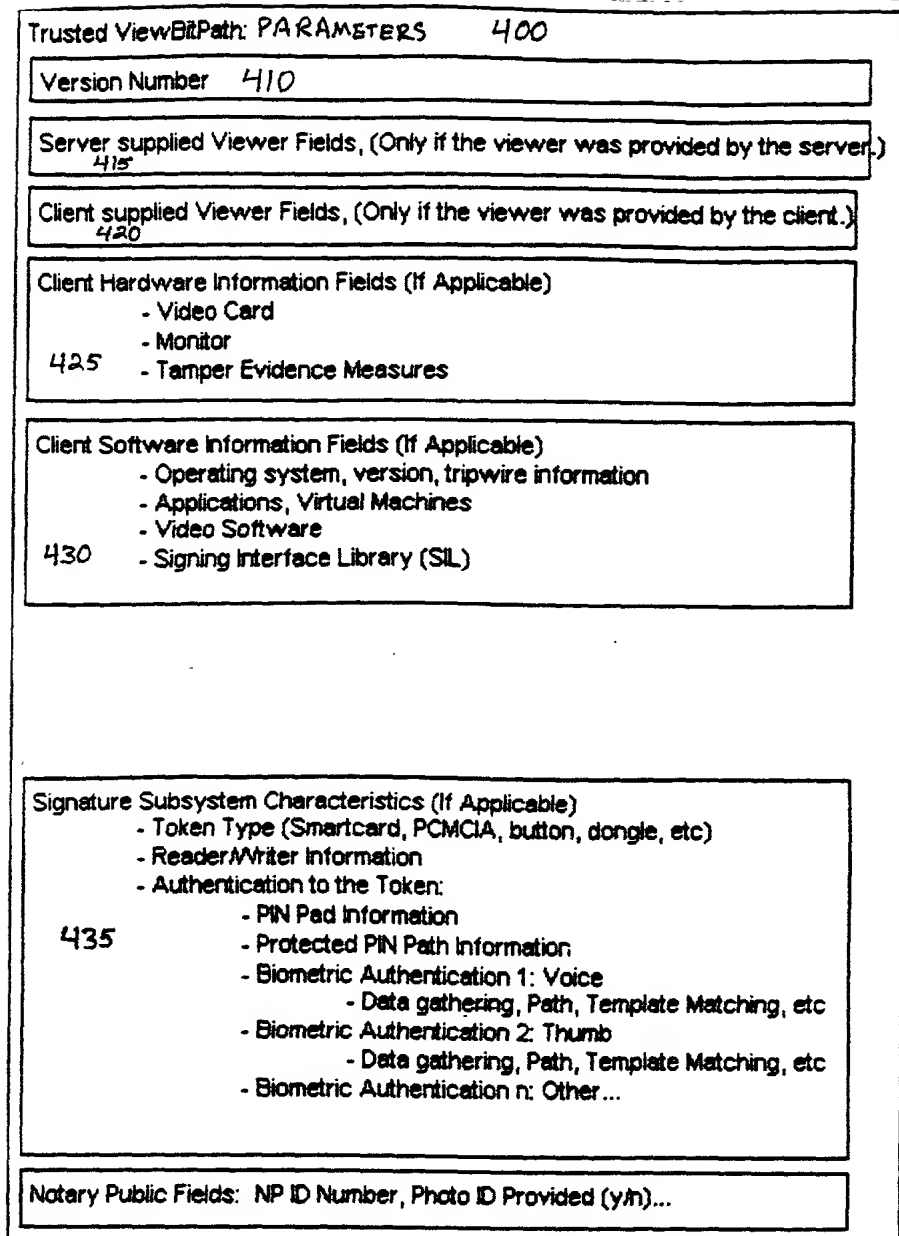 Trusted ViewBitPath: PARAMETERS 400
Version Number 410
Server supplied Viewer Fields, (Only if the viewer was provided by the server.)
415
Client supplied Viewer Fields, (Only if the viewer was provided by the client.)
420
Client Hardware Information Fields (If Applicable)
- Video Card
- Monitor
425 - Tamper Evidence Measures
Client Software Information Fields (If Applicable)
- Operating system, version, tripwire information
- Applications, Virtual Machines
- Video Software
430 - Signing Interface Library (SIL)
Signature Subsystem Characteristics (If Applicable)
- Token Type (Smartcard, PCMCIA, button, dongle, etc)
- Reader/Writer Information
- Authentication to the Token:
- PIN Pad Information
435 - Protected PIN Path Information
- Biometric Authentication 1: Voice
- Data gathering, Path, Template Matching, etc
- Biometric Authentication 2: Thumb
- Data gathering, Path, Template Matching, etc
- Biometric Authentication n: Other...
Notary Public Fields: NP ID Number, Photo ID Provided (y/n)...